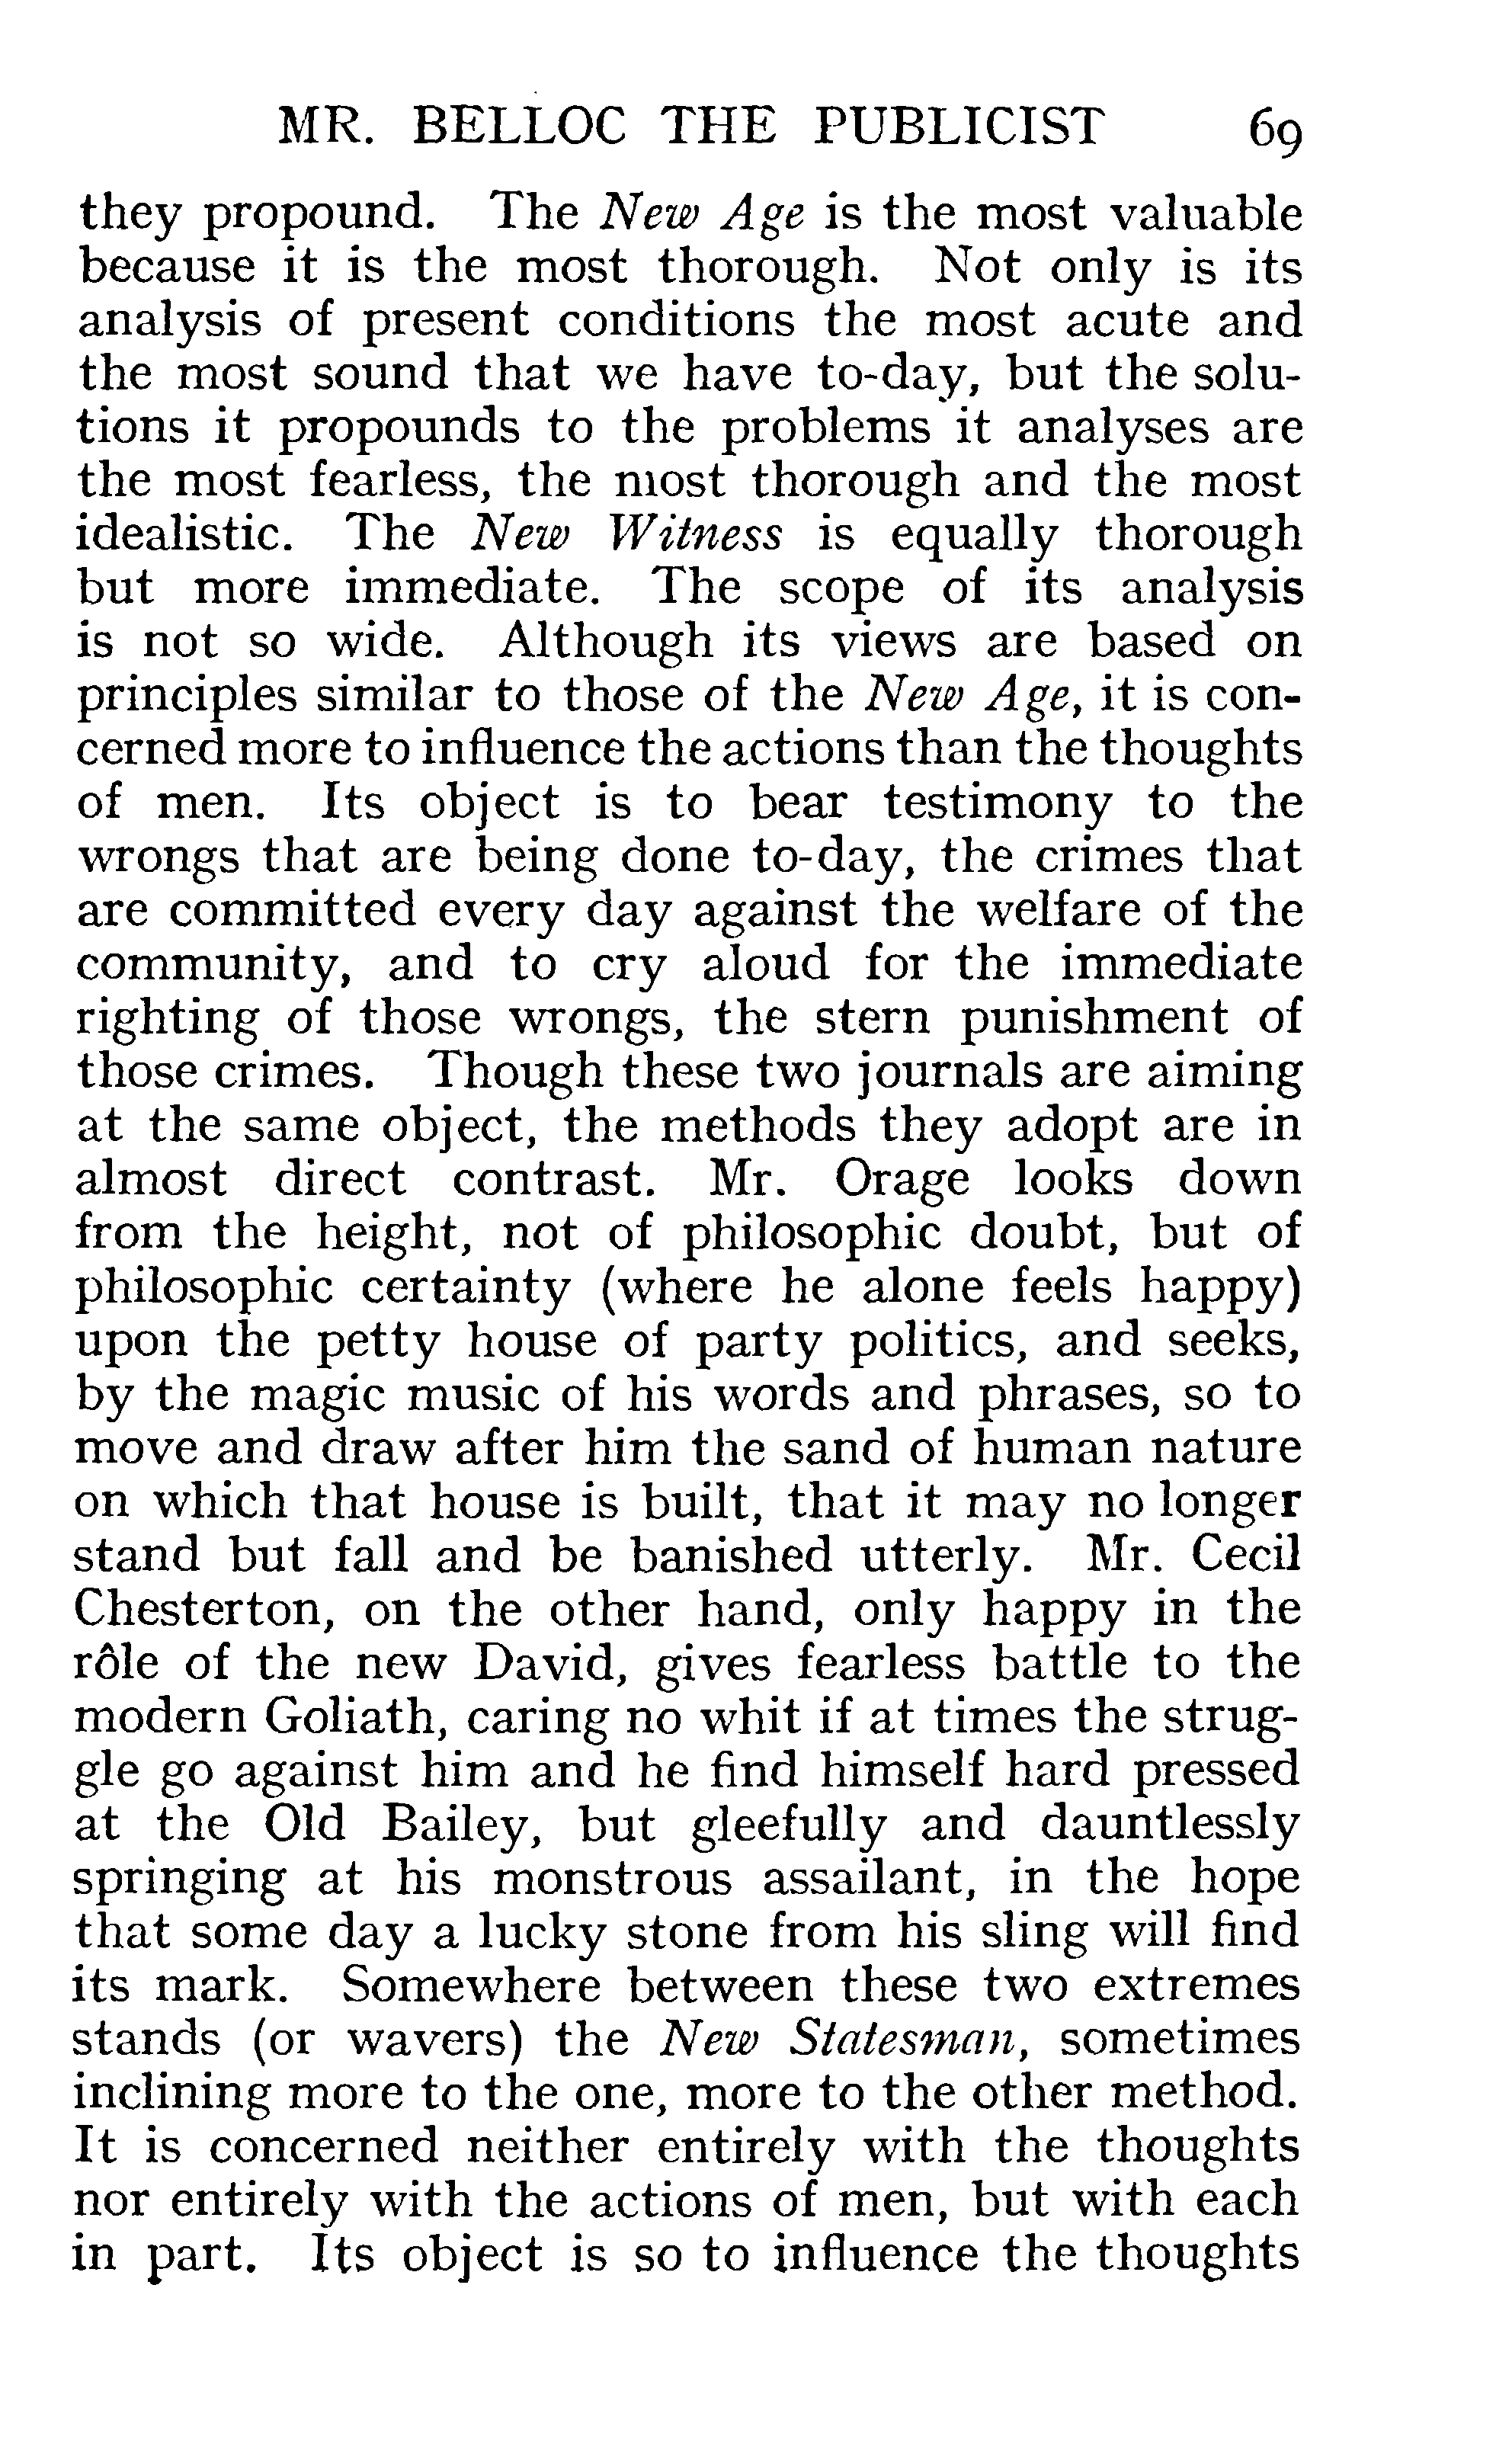 MR. BELLOC THE PUBLICIST 69
they propound. The New Age is the most valuable
because it is the most thorough. Not only is its
analysis of present conditions the most acute and
the most sound that we have to-day, but the solu-
tions it propounds to the problems it analyses are
the most fearless, the most thorough and the most
idealistic. The New Witness is equally thorough
but more immediate. The scope of its analysis
is not so wide. Although its views are based on
principles similar to those of the New Age, it is con-
cerned more to influence the actions than the thoughts
of men. Its object is to bear testimony to the
wrongs that are being done to-day, the crimes that
are committed every day against the welfare of the
community, and to cry aloud for the immediate
righting of those wrongs, the stern punishment of
those crimes. Though these two journals are aiming
at the same object, the methods they adopt are in
almost direct contrast. Mr. Orage looks down
from the height, not of philosophic doubt, but of
philosophic certainty (where he alone feels happy)
upon the petty house of party politics, and seeks,
by the magic music of his words and phrases, so to
move and draw after him the sand of human nature
on which that house is built, that it may no longer
stand but fall and be banished utterly. Mr. Cecil
Chesterton, on the other hand, only happy in the
rôle of the new David, gives fearless battle to the
modern Goliath, caring no whit if at times the strug-
gle go against him and he find himself hard pressed
at the Old Bailey, but gleefully and dauntlessly
springing at his monstrous assailant, in the hope
that some day a lucky stone from his sling will find
its mark. Somewhere between these two extremes
stands (or wavers) the New Statesman, sometimes
inclining more to the one, more to the other method.
It is concerned neither entirely with the thoughts
nor entirely with the actions of men, but with each
in part. Its object is so to influence the thoughts